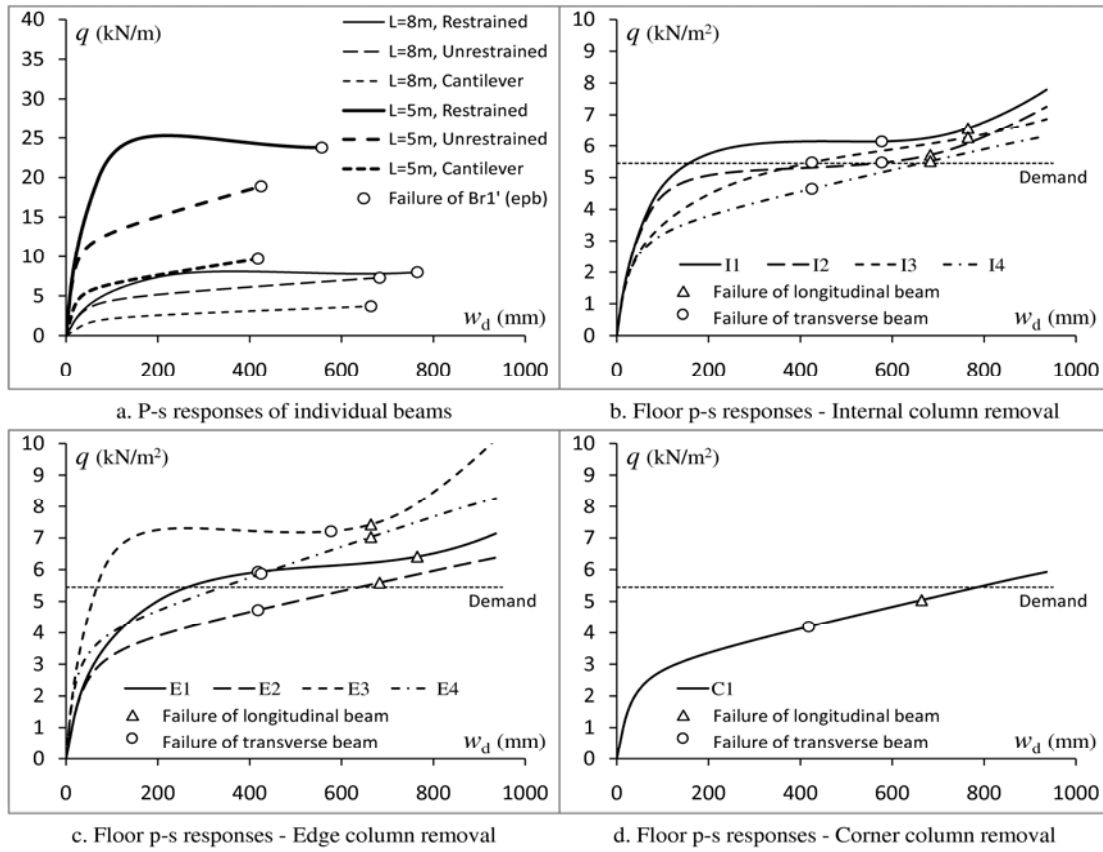 q (kN/m)
40
35
30
25
20
15
10
5
0
L=8m, Restrained
L=8m, Unrestrained
L=8m, Cantilever
L=5m, Restrained
L=5m, Unrestrained
L=5m, Cantilever
Failure of Br1' (epb)
wd (mm)
0 200 400 600 800 1000
a. P-s responses of individual beams
q (kN/m²)
10
9
8
7
6
5
4
3
2
1
0
Demand
I1 I2 I3 I4
Failure of longitudinal beam
Failure of transverse beam
wd (mm)
0 200 400 600 800 1000
b. Floor p-s responses - Internal column removal
q (kN/m²)
10
9
8
7
6
5
4
3
2
1
0
Demand
E1 E2 E3 E4
Failure of longitudinal beam
Failure of transverse beam
wd (mm)
0 200 400 600 800 1000
c. Floor p-s responses - Edge column removal
q (kN/m²)
10
9
8
7
6
5
4
3
2
1
0
Demand
C1
Failure of longitudinal beam
Failure of transverse beam
wd (mm)
0 200 400 600 800 1000
d. Floor p-s responses - Corner column removal